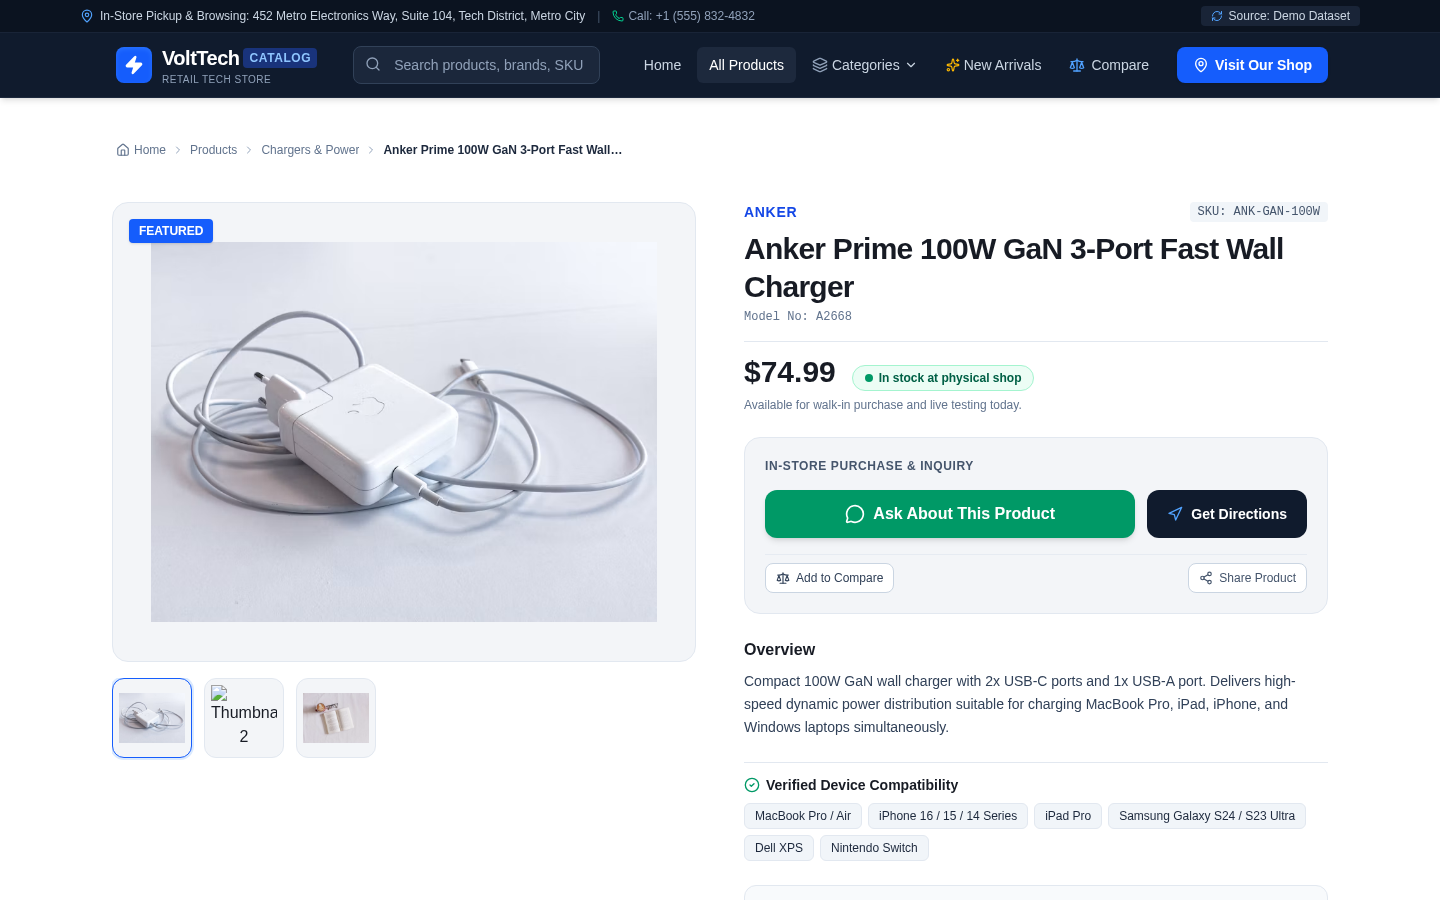 In-Store Pickup & Browsing: 452 Metro Electronics Way, Suite 104, Tech District, Metro City | Call: +1 (555) 832-4832
Source: Demo Dataset
VoltTech CATALOG
RETAIL TECH STORE
Search products, brands, SKU
Home
All Products
Categories
New Arrivals
Compare
Visit Our Shop
Home > Products > Chargers & Power > Anker Prime 100W GaN 3-Port Fast Wall...
FEATURED
Thumbna
2
ANKER
SKU: ANK-GAN-100W
Anker Prime 100W GaN 3-Port Fast Wall
Charger
Model No: A2668
$74.99
In stock at physical shop
Available for walk-in purchase and live testing today.
IN-STORE PURCHASE & INQUIRY
Ask About This Product
Get Directions
Add to Compare
Share Product
Overview
Compact 100W GaN wall charger with 2x USB-C ports and 1x USB-A port. Delivers high-
speed dynamic power distribution suitable for charging MacBook Pro, iPad, iPhone, and
Windows laptops simultaneously.
Verified Device Compatibility
MacBook Pro / Air
iPhone 16 / 15 / 14 Series
iPad Pro
Samsung Galaxy S24 / S23 Ultra
Dell XPS
Nintendo Switch